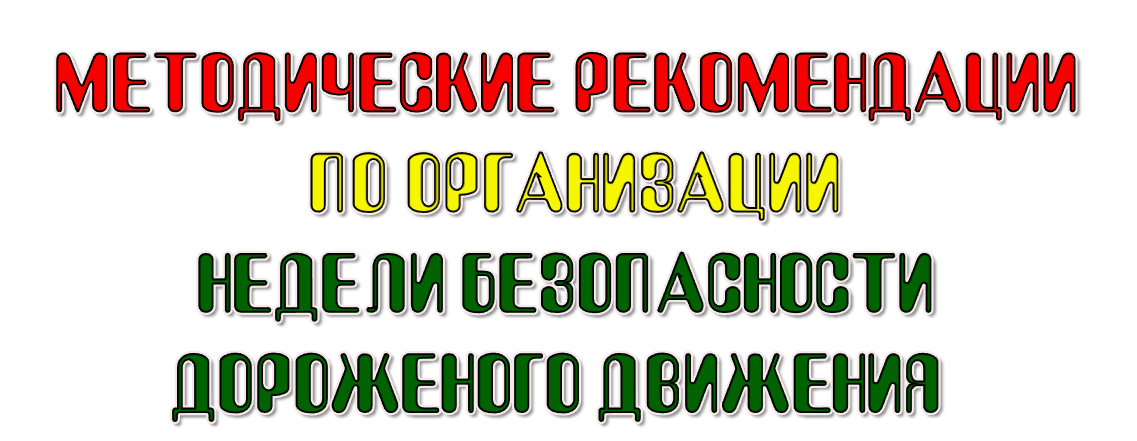 МЕТОДИЧЕСКИЕ РЕКОМЕНДАЦИИ
ПО ОРГАНИЗАЦИИ
НЕДЕЛИ БЕЗОПАСНОСТИ
ДОРОЖЕНОГО ДВИЖЕНИЯ